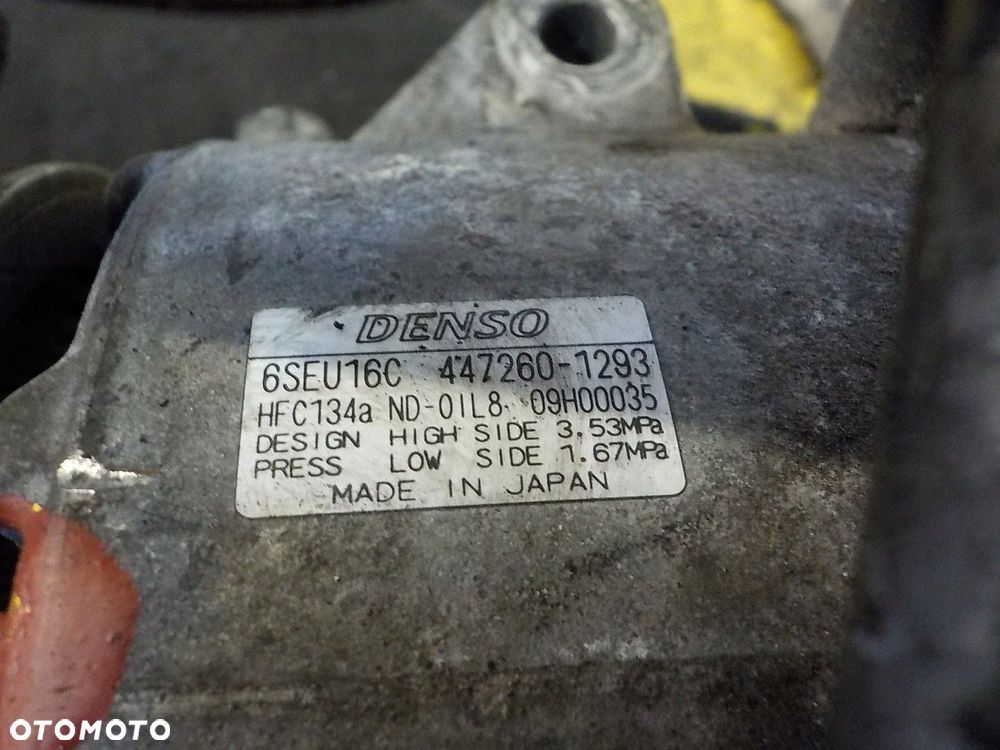 DENSO
6SEU16C 447260-1293
HFC134a ND-OIL8 09H00035
DESIGN HIGH SIDE 3.53MPa
PRESS LOW SIDE 1.67MPa
MADE IN JAPAN
OTOMOTO